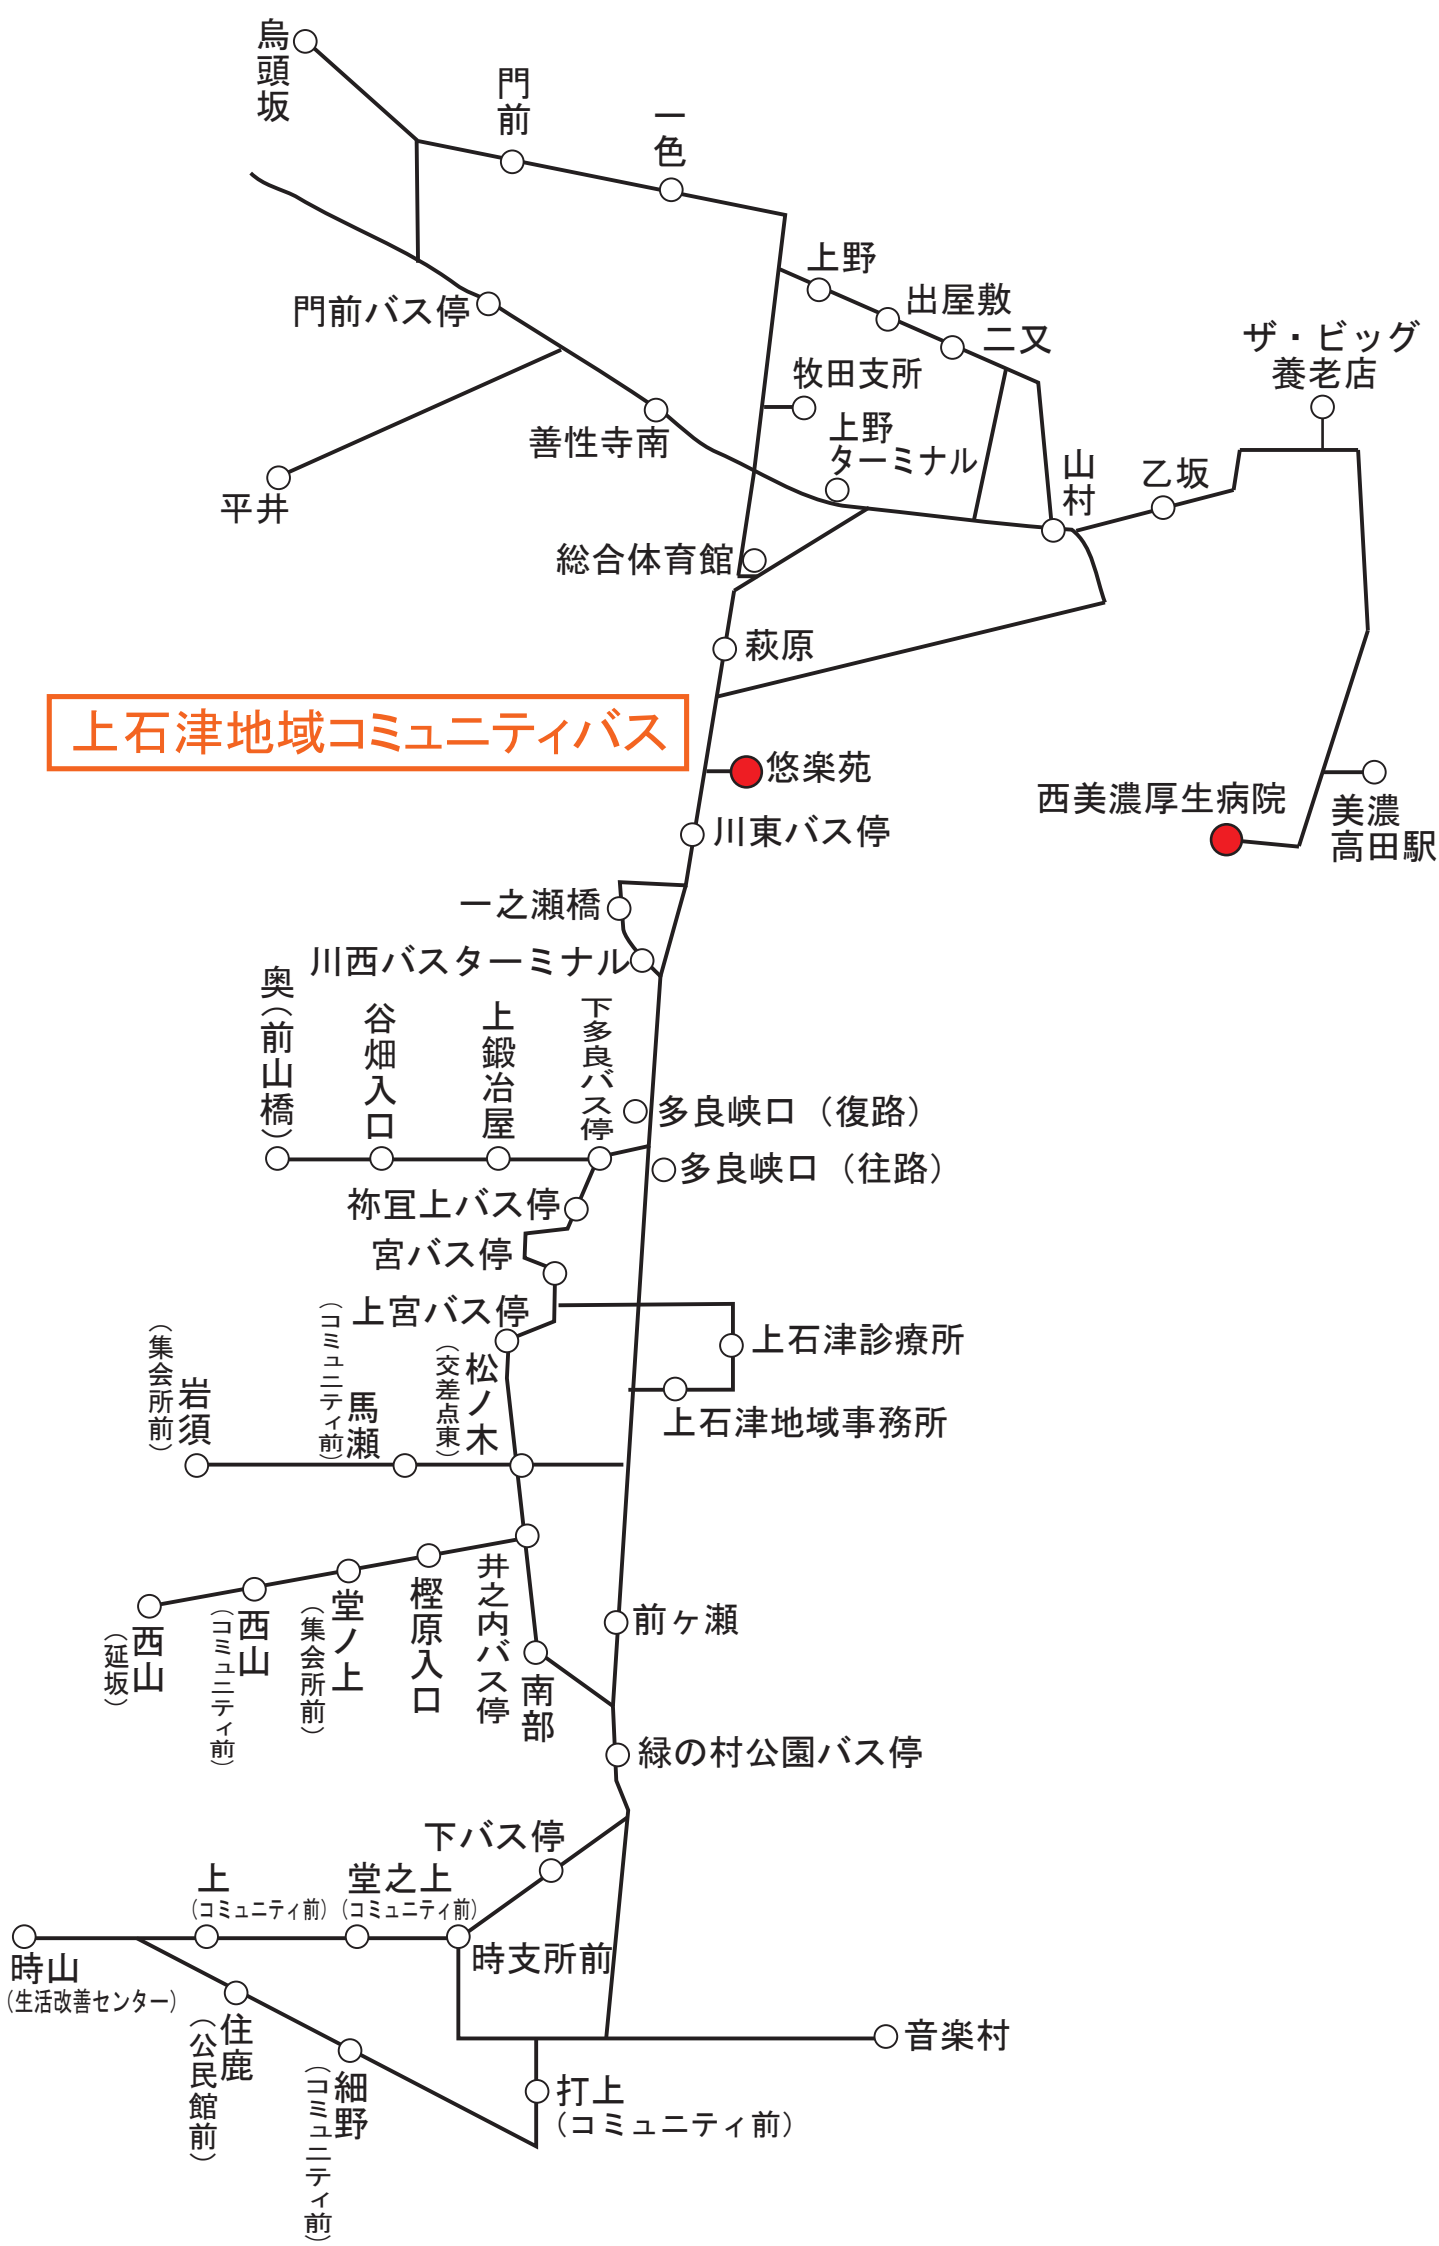 烏頭坂
門前
一色
上野
出屋敷
二又
門前バス停
牧田支所
ザ・ビッグ
養老店
善性寺南
上野
ターミナル
山村
乙坂
平井
総合体育館
萩原
上石津地域コミュニティバス
悠楽苑
西美濃厚生病院
美濃
高田駅
川東バス停
一之瀬橋
川西バスターミナル
奥（前山橋）
谷畑入口
上鍛冶屋
下多良バス停
多良峡口（復路）
多良峡口（往路）
祢冝上バス停
宮バス停
上宮バス停
上石津診療所
上石津地域事務所
岩須
（集会所前）
馬瀬
（コミュニティ前）
松ノ木
（交差点東）
井之内バス停
樫原入口
堂ノ上
（集会所前）
西山
（コミュニティ前）
西山
（延坂）
南部
前ヶ瀬
緑の村公園バス停
下バス停
堂之上
（コミュニティ前）
上
（コミュニティ前）
時支所前
時山
（生活改善センター）
住鹿
（公民館前）
細野
（コミュニティ前）
音楽村
打上
（コミュニティ前）